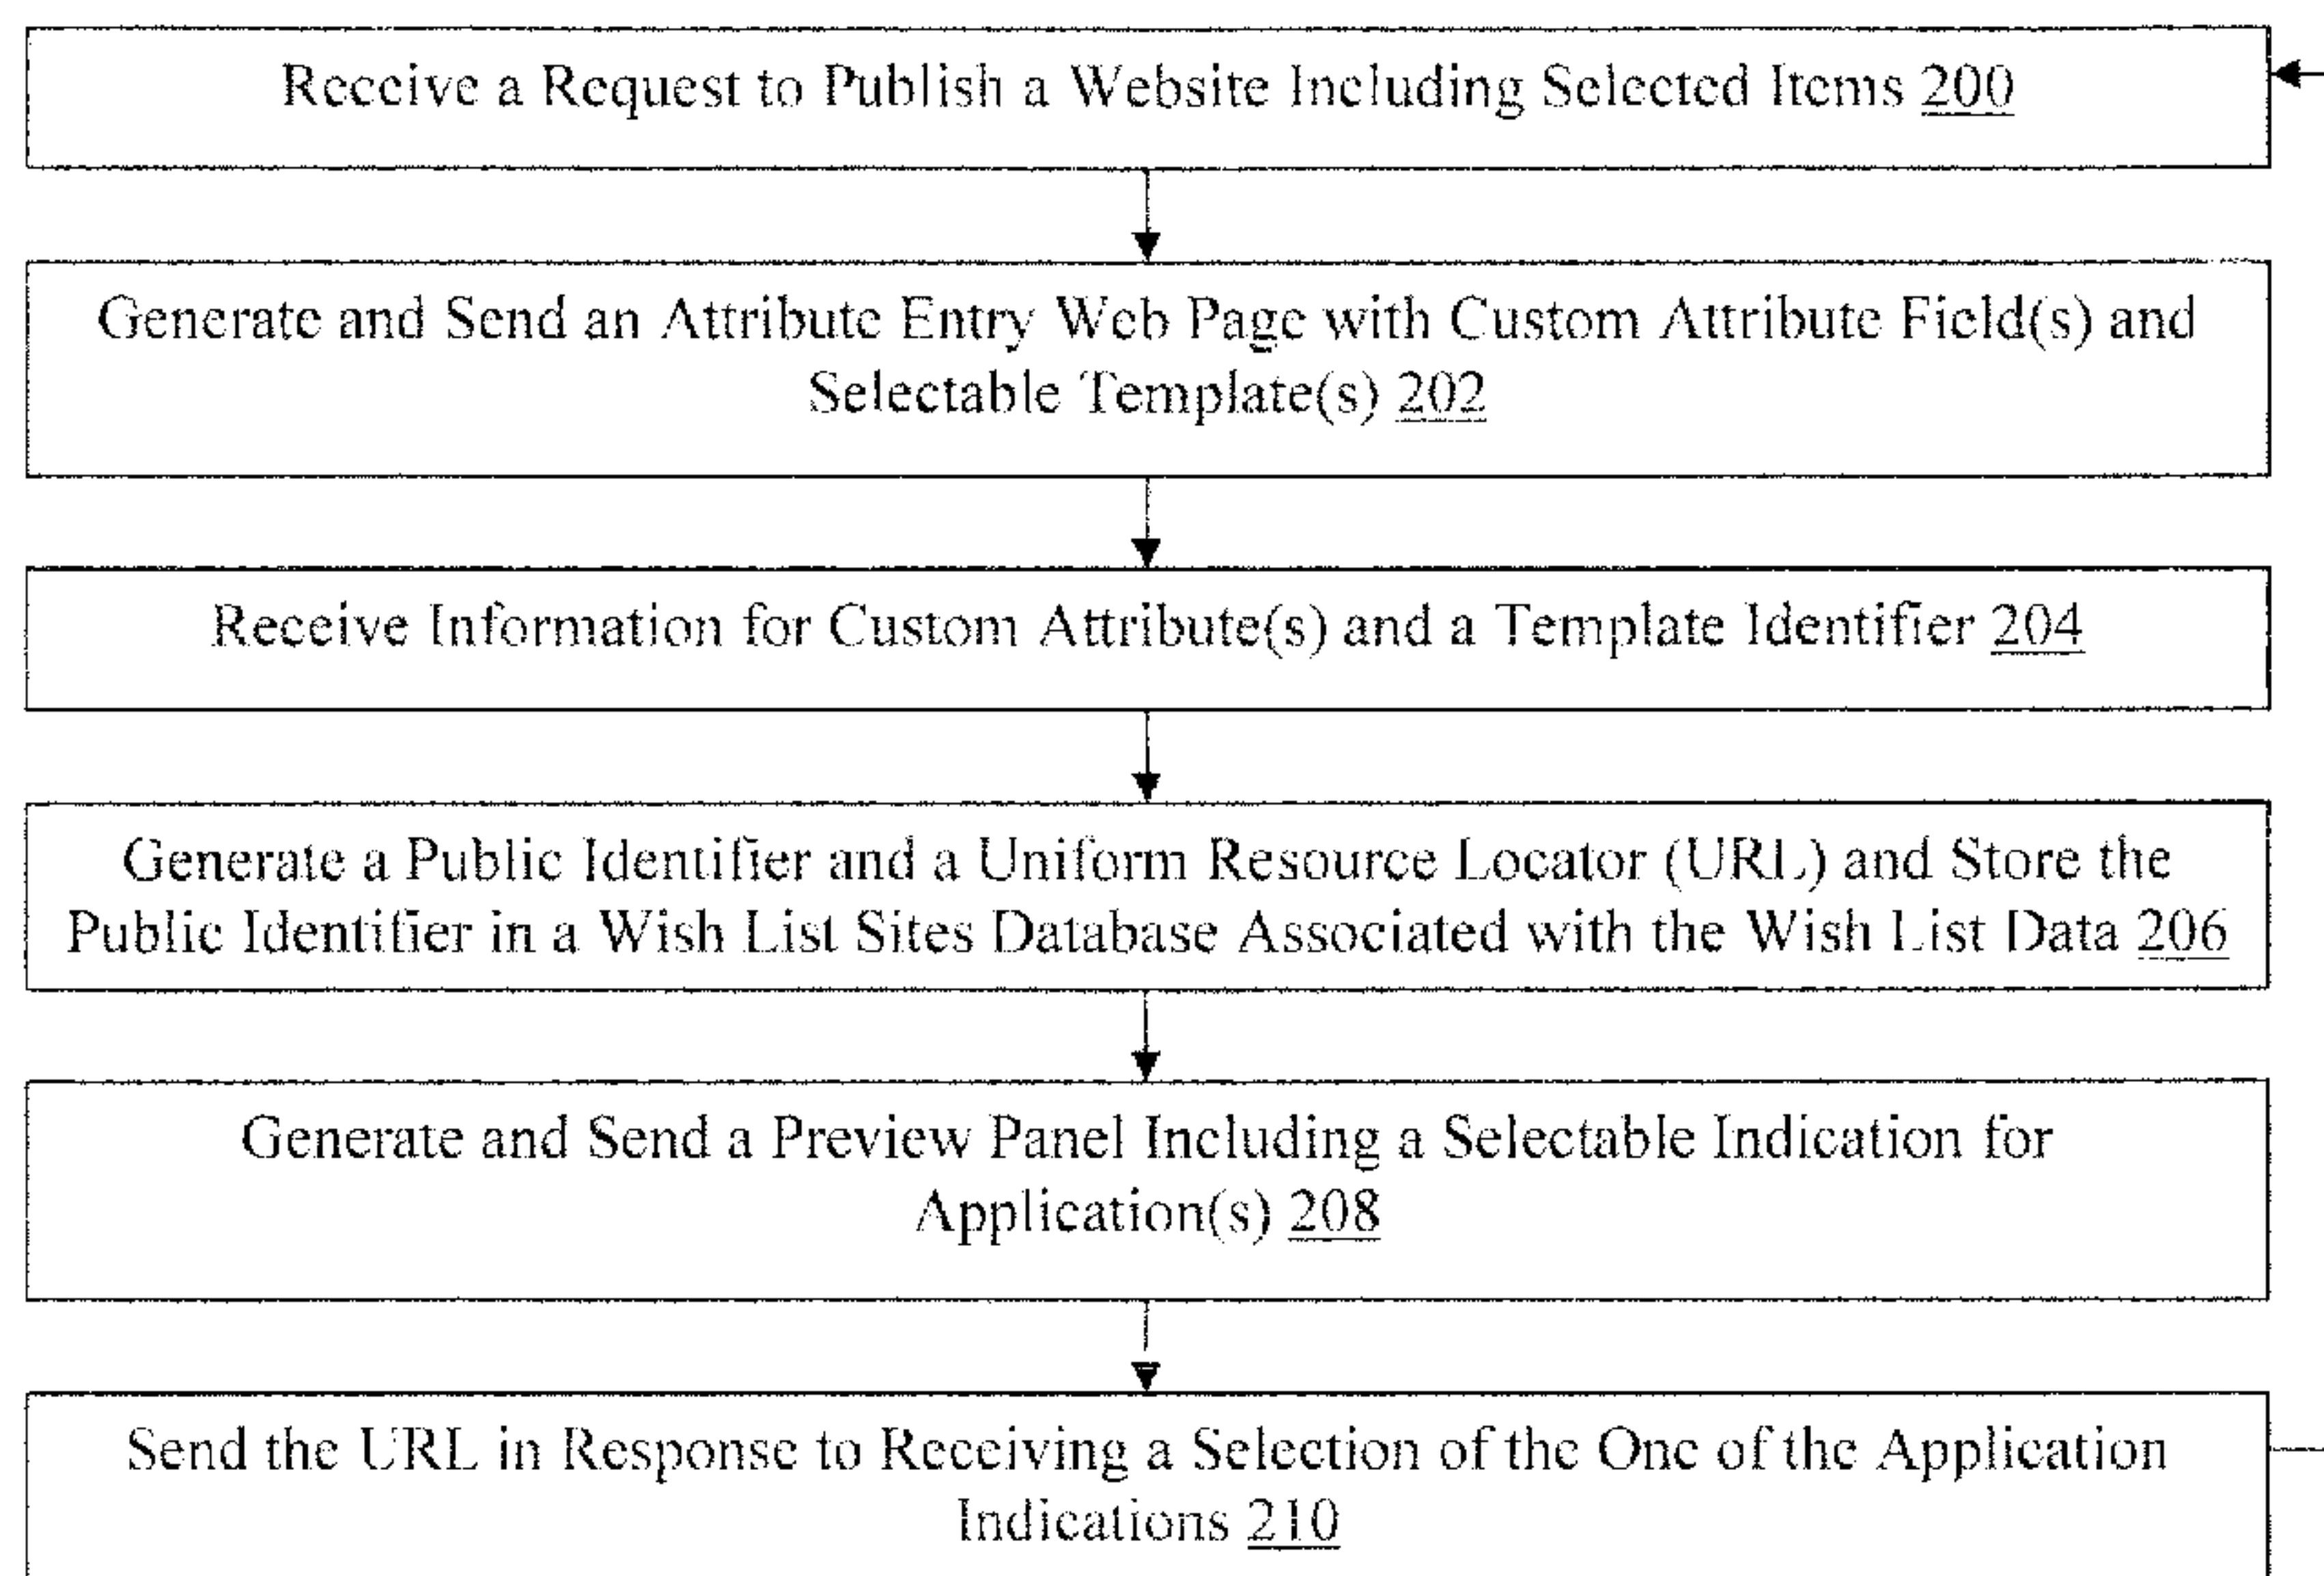 Receive a Request to Publish a Website Including Selected Items 200
Generate and Send an Attribute Entry Web Page with Custom Attribute Field(s) and
Selectable Template(s) 202
Receive Information for Custom Attribute(s) and a Template Identifier 204
Generate a Public Identifier and a Uniform Resource Locator (URL) and Store the
Public Identifier in a Wish List Sites Database Associated with the Wish List Data 206
Generate and Send a Preview Panel Including a Selectable Indication for
Application(s) 208
Send the URL in Response to Receiving a Selection of the One of the Application
Indications 210